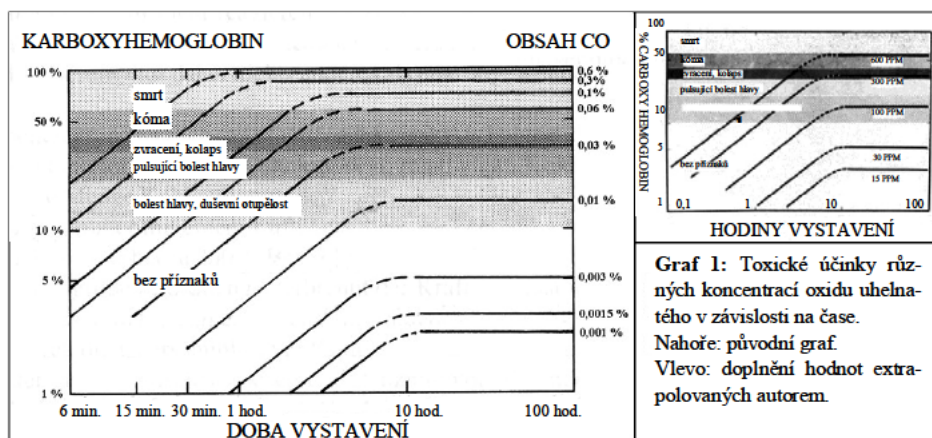 KARBOXYHEMOGLOBIN
OBSAH CO
100 %
50 %
10 %
5 %
1 %
smrt
kóma
zvracení, kolaps
pulsující bolest hlavy
bolest hlavy, duševní otupělost
bez příznaků
0,6 %
0,3%
0,1%
0,06 %
0,03 %
0,01 %
0,003 %
0,0015 %
0,001 %
6 min.
15 min.
30 min.
1 hod.
10 hod.
100 hod.
DOBA VYSTAVENÍ
% CARBOXY HEMOGLOBIN
100
50
10
5
1
smrt
kóma
zvracení, kolaps
pulsující bolest hlavy
bez příznaků
600 PPM
300 PPM
100 PPM
30 PPM
15 PPM
0,1
1
10
100
HODINY VYSTAVENÍ
Graf 1: Toxické účinky růz-
ných koncentrací oxidu uhelna-
tého v závislosti na čase.
Nahoře: původní graf.
Vlevo: doplnění hodnot extra-
polovaných autorem.